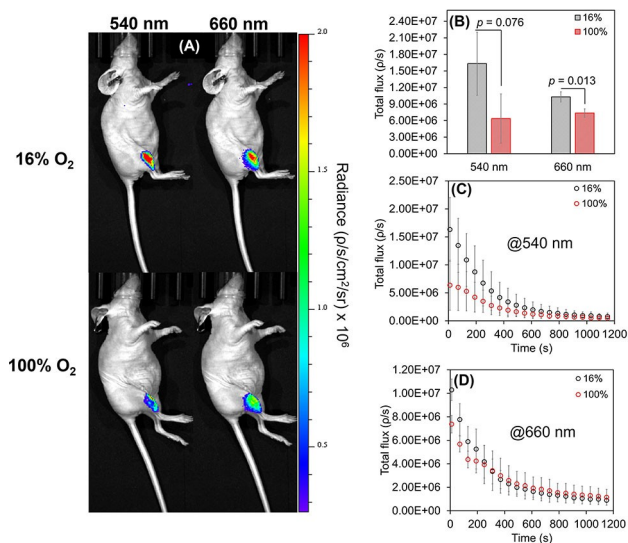 540 nm 660 nm
(A)
16% O2
100% O2
2.0
1.5
1.0
0.5
Radiance (ρ/s/cm2/sr) x 10^6
(B)
16%
100%
p = 0.076
p = 0.013
Total flux (ρ/s)
2.40E+07
2.10E+07
1.80E+07
1.50E+07
1.20E+07
9.00E+06
6.00E+06
3.00E+06
0.00E+00
540 nm 660 nm
(C)
16%
100%
@540 nm
Total flux (ρ/s)
2.50E+07
2.00E+07
1.50E+07
1.00E+07
5.00E+06
0.00E+00
0 200 400 600 800 1000 1200
Time (s)
(D)
16%
100%
@660 nm
Total flux (ρ/s)
1.20E+07
1.00E+07
8.00E+06
6.00E+06
4.00E+06
2.00E+06
0.00E+00
0 200 400 600 800 1000 1200
Time (s)